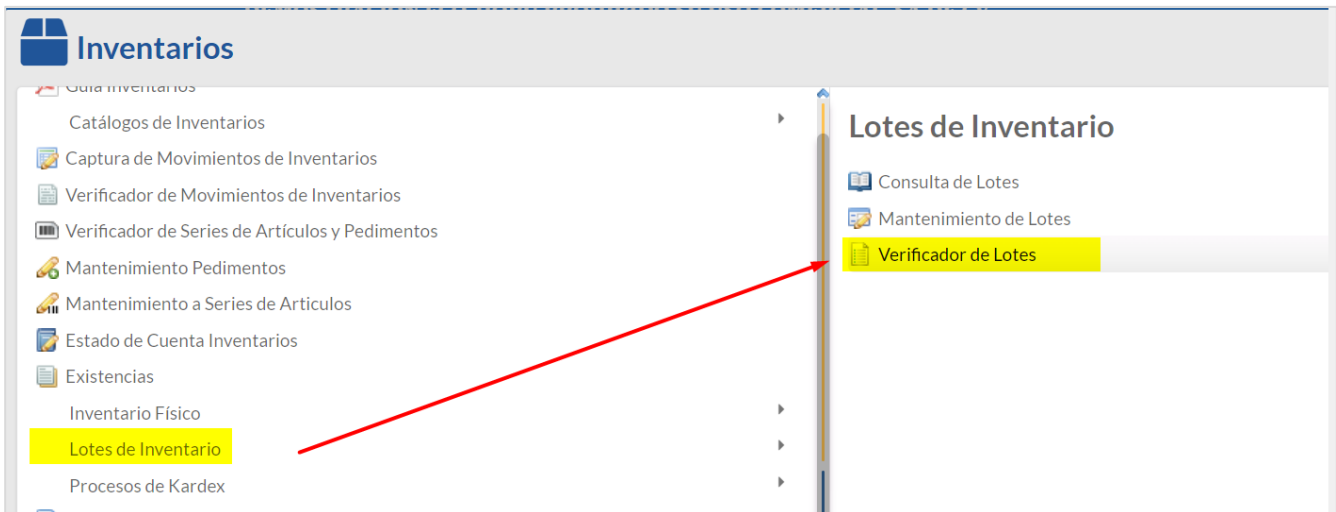 Inventarios
Guía Inventarios
Catálogos de Inventarios
Captura de Movimientos de Inventarios
Verificador de Movimientos de Inventarios
Verificador de Series de Artículos y Pedimentos
Mantenimiento Pedimentos
Mantenimiento a Series de Articulos
Estado de Cuenta Inventarios
Existencias
Inventario Físico
Lotes de Inventario
Procesos de Kardex
Lotes de Inventario
Consulta de Lotes
Mantenimiento de Lotes
Verificador de Lotes